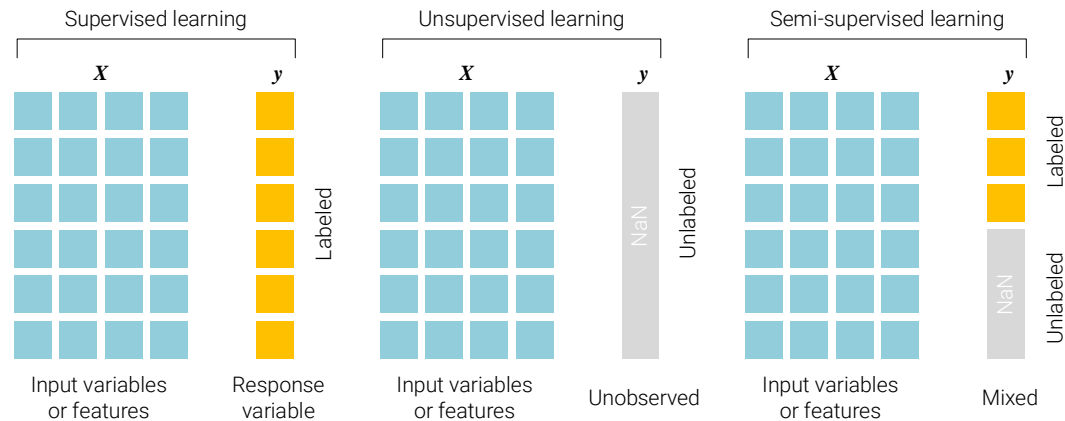 Supervised learning
X
y
Labeled
Input variables
or features
Response
variable
Unsupervised learning
X
y
NaN
Unlabeled
Input variables
or features
Unobserved
Semi-supervised learning
X
y
Labeled
NaN
Unlabeled
Input variables
or features
Mixed